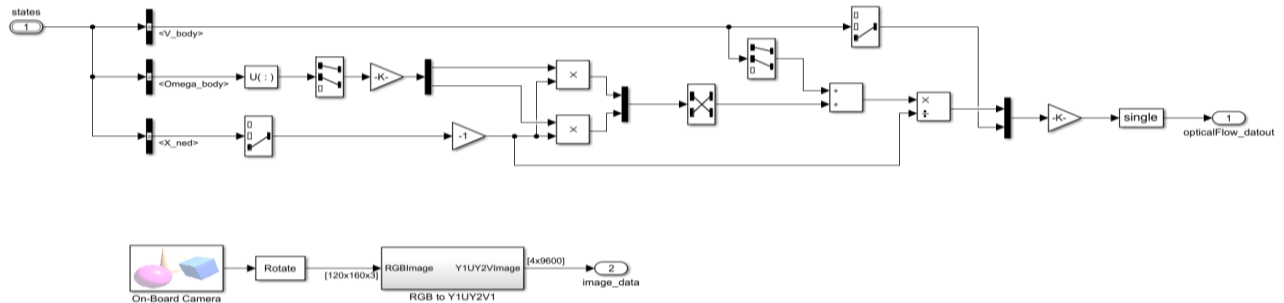 states
1
<V_body>
<Omega_body>
U( : )
-K-
×
×
<X_ned>
-1
+
+
×
÷
-K-
single
1
opticalFlow_datout
On-Board Camera
Rotate
[120x160x3]
RGBImage
Y1UY2VImage
RGB to Y1UY2V1
[4x9600]
2
image_data